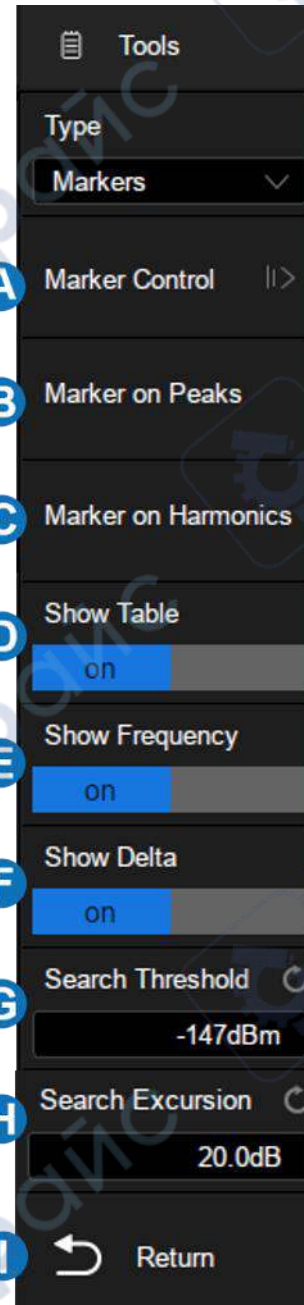 Tools
Type
Markers
A
Marker Control
B
Marker on Peaks
C
Marker on Harmonics
D
Show Table
on
E
Show Frequency
on
F
Show Delta
on
G
Search Threshold
-147dBm
H
Search Excursion
20.0dB
I
Return